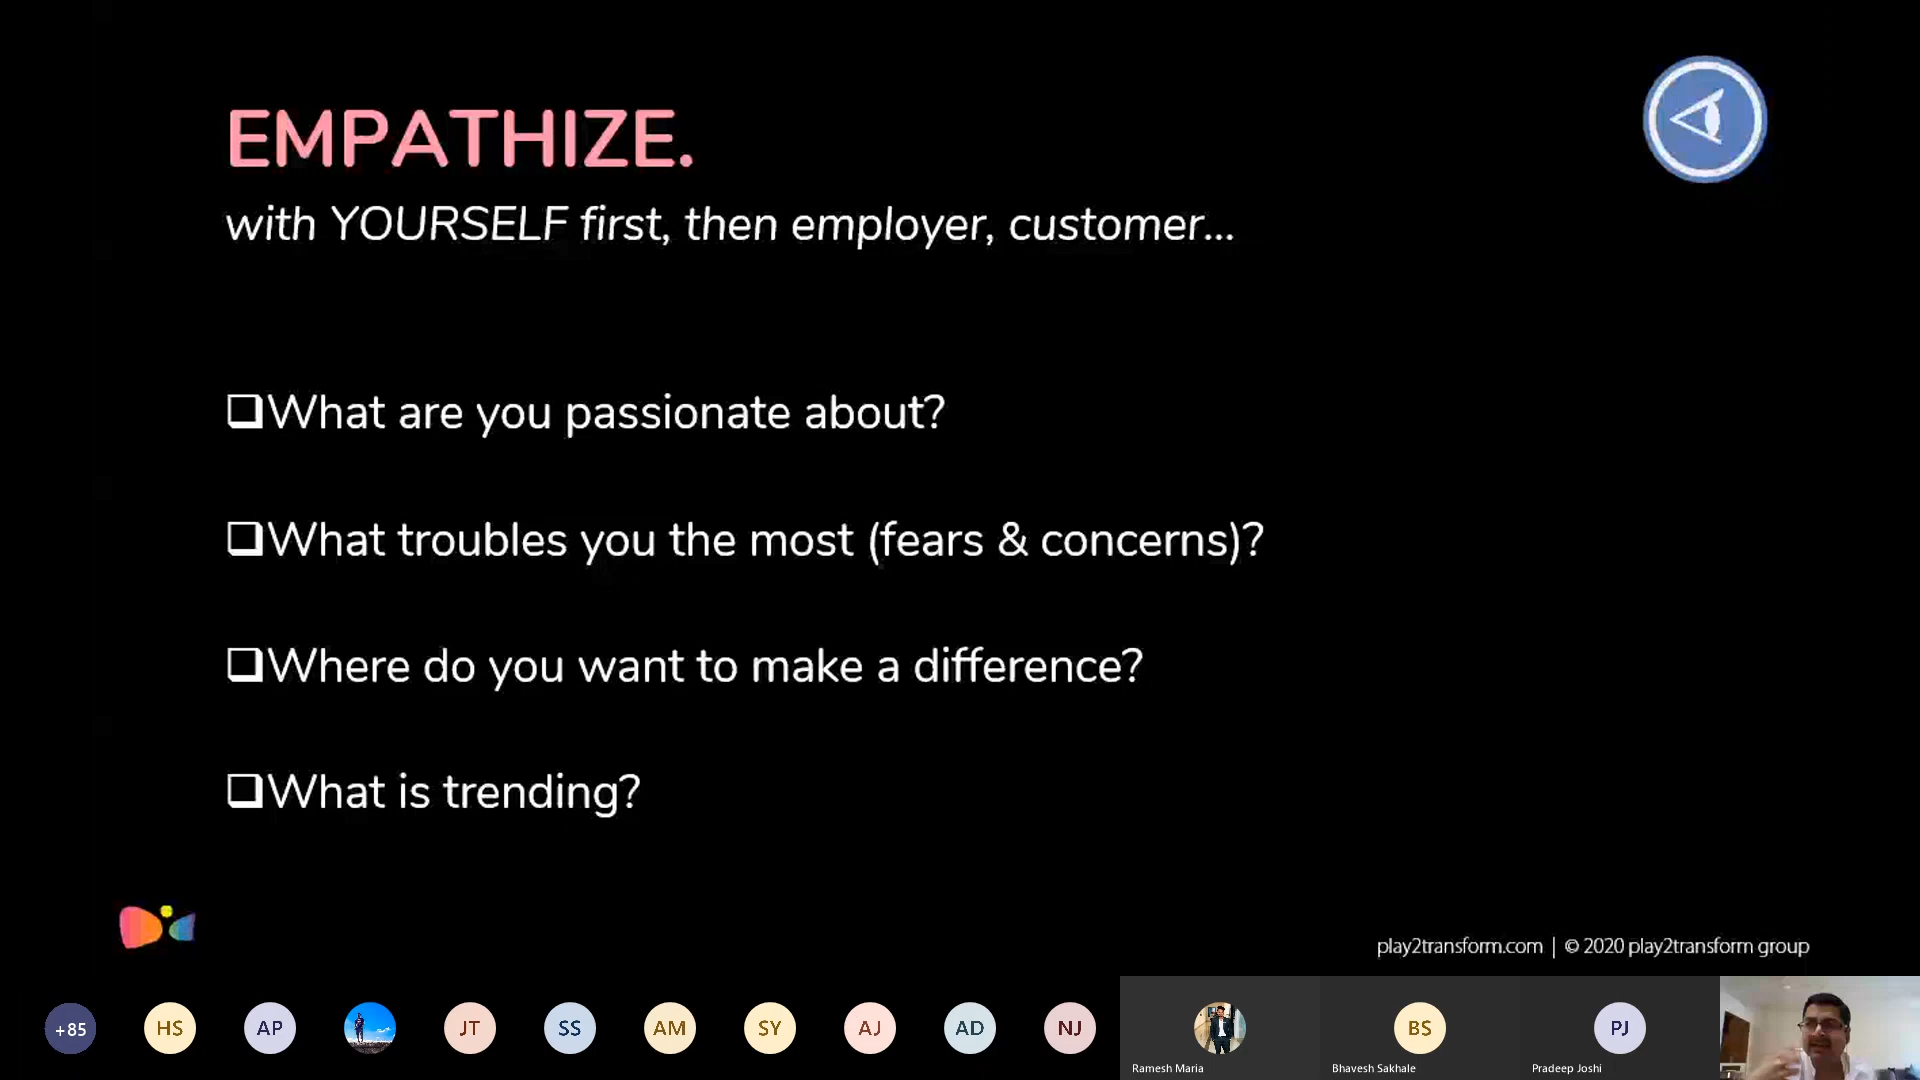 EMPATHIZE.
with YOURSELF first, then employer, customer...
❑What are you passionate about?
❑What troubles you the most (fears & concerns)?
❑Where do you want to make a difference?
❑What is trending?
play2transform.com | © 2020 play2transform group
+85
HS
AP
JT
SS
AM
SY
AJ
AD
NJ
BS
PJ
Ramesh Maria
Bhavesh Sakhale
Pradeep Joshi